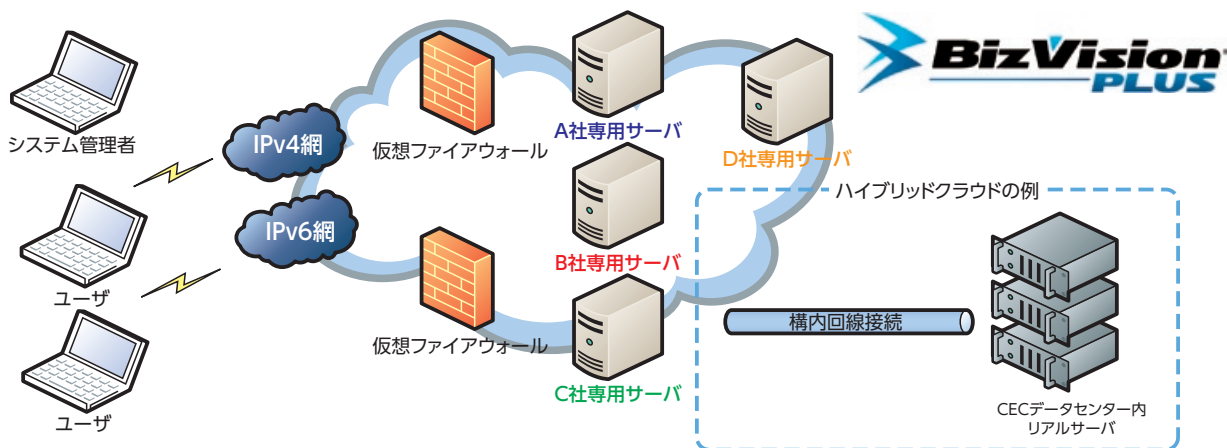 BizVision
PLUS
システム管理者
IPv4網
仮想ファイアウォール
A社専用サーバ
D社専用サーバ
ハイブリッドクラウドの例
IPv6網
B社専用サーバ
ユーザ
構内回線接続
仮想ファイアウォール
C社専用サーバ
ユーザ
CECデータセンター内
リアルサーバ